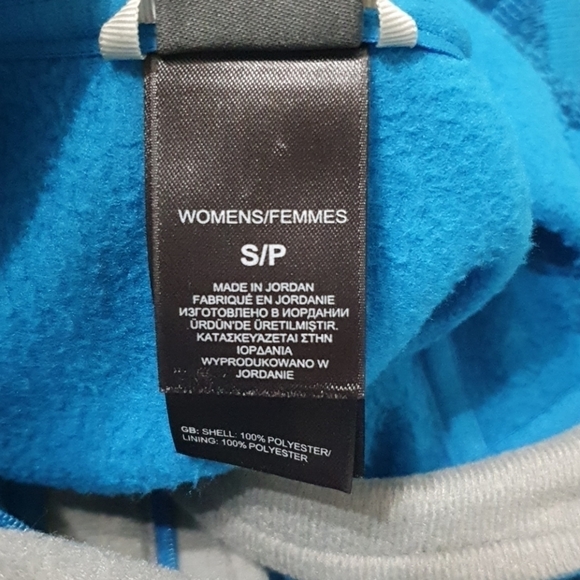 WOMENS/FEMMES
S/P
MADE IN JORDAN
FABRIQUÉ EN JORDANIE
ИЗГОТОВЛЕНО В ИОРДАНИИ
ÜRDÜN'DE ÜRETILMIŞTIR.
ΚΑΤΑΣΚΕΥΑΖΕΤΑΙ ΣΤΗΝ
ΙΟΡΔΑΝΙΑ
WYPRODUKOWANO W
JORDANIE
GB: SHELL: 100% POLYESTER/
LINING: 100% POLYESTER